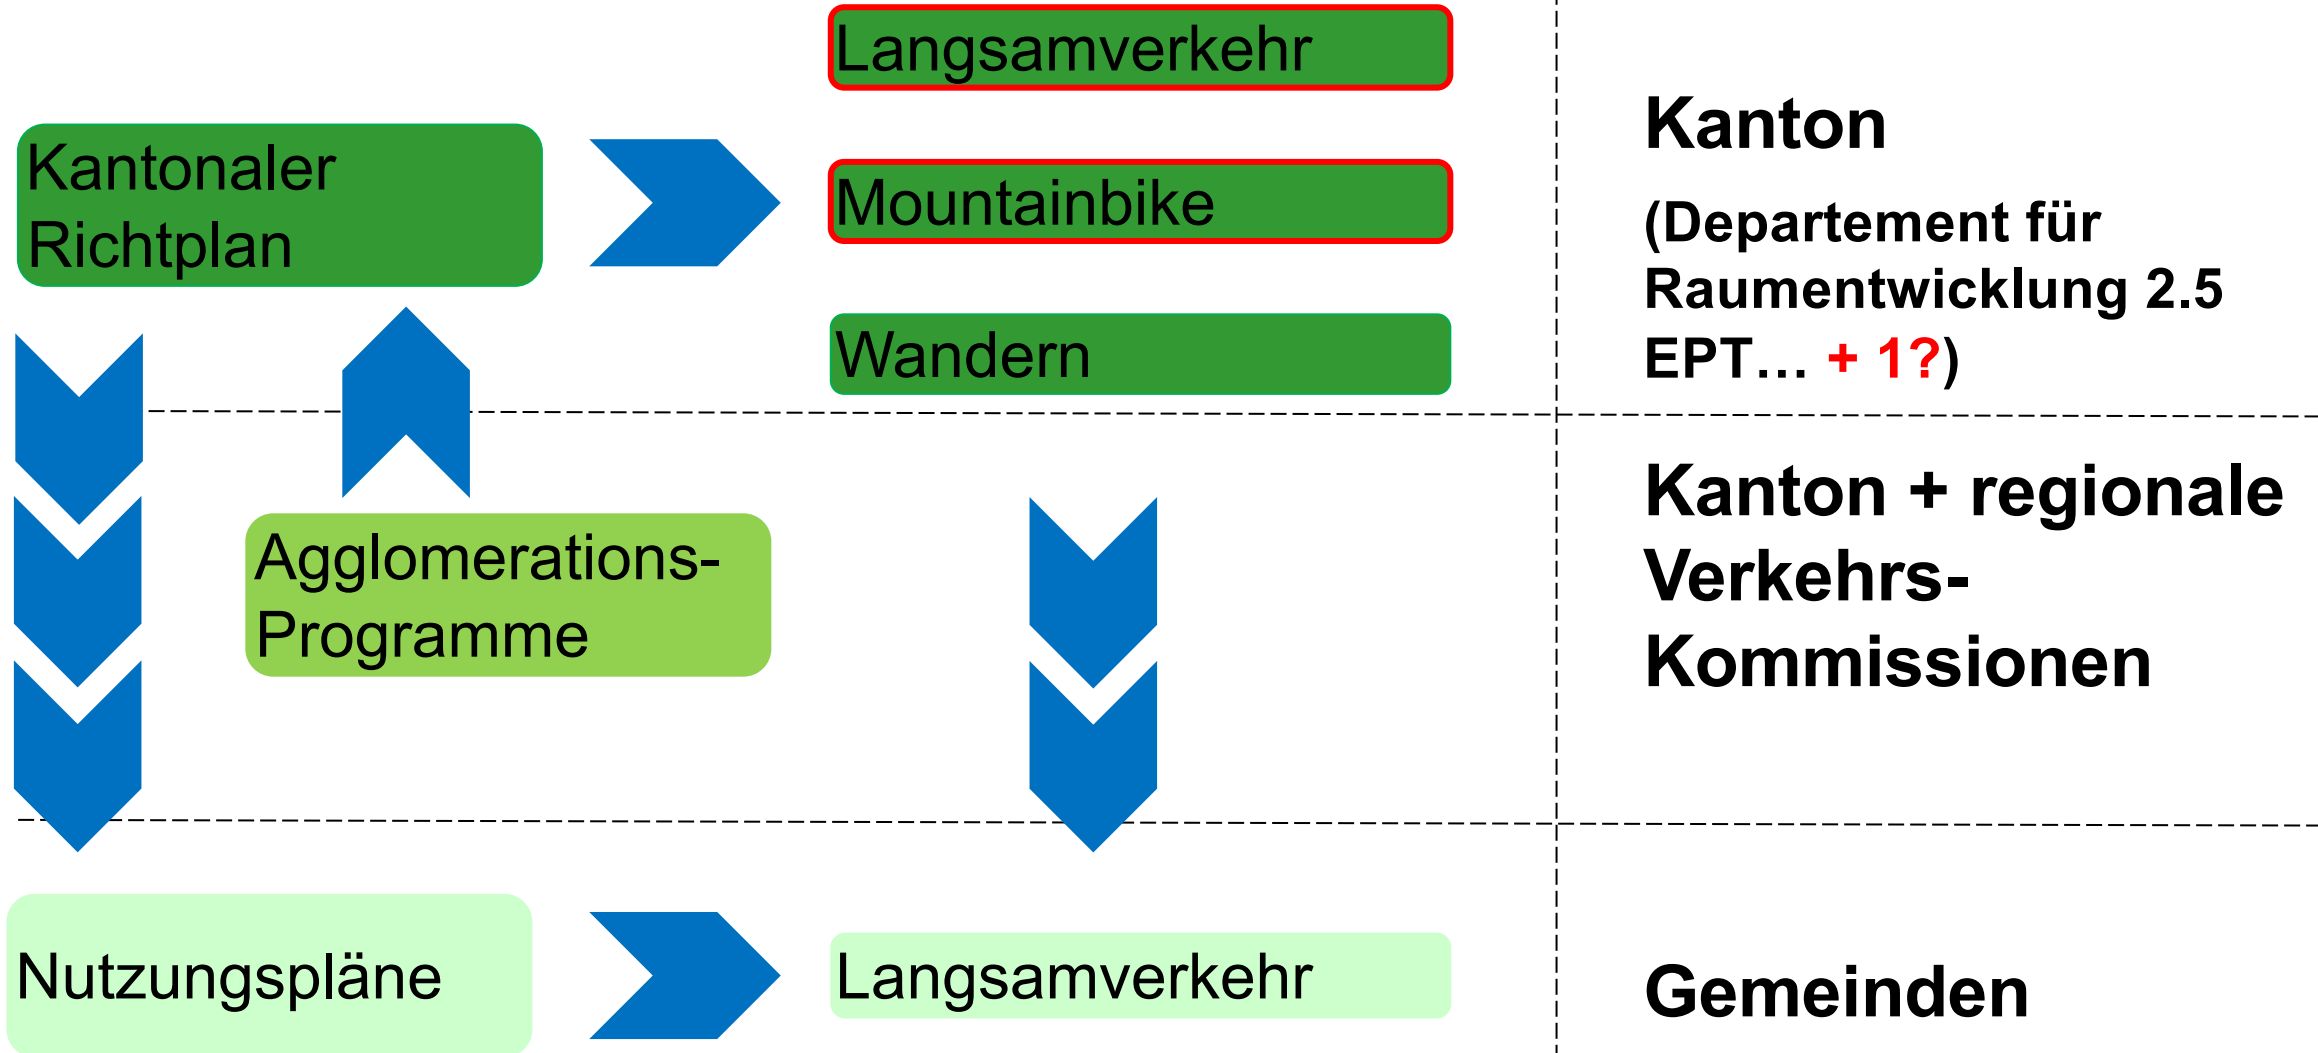 Langsamverkehr
Kantonaler
Richtplan
Mountainbike
Wandern
Kanton
(Departement für
Raumentwicklung 2.5
EPT… + 1?)
Agglomerations-
Programme
Kanton + regionale
Verkehrs-
Kommissionen
Nutzungspläne
Langsamverkehr
Gemeinden